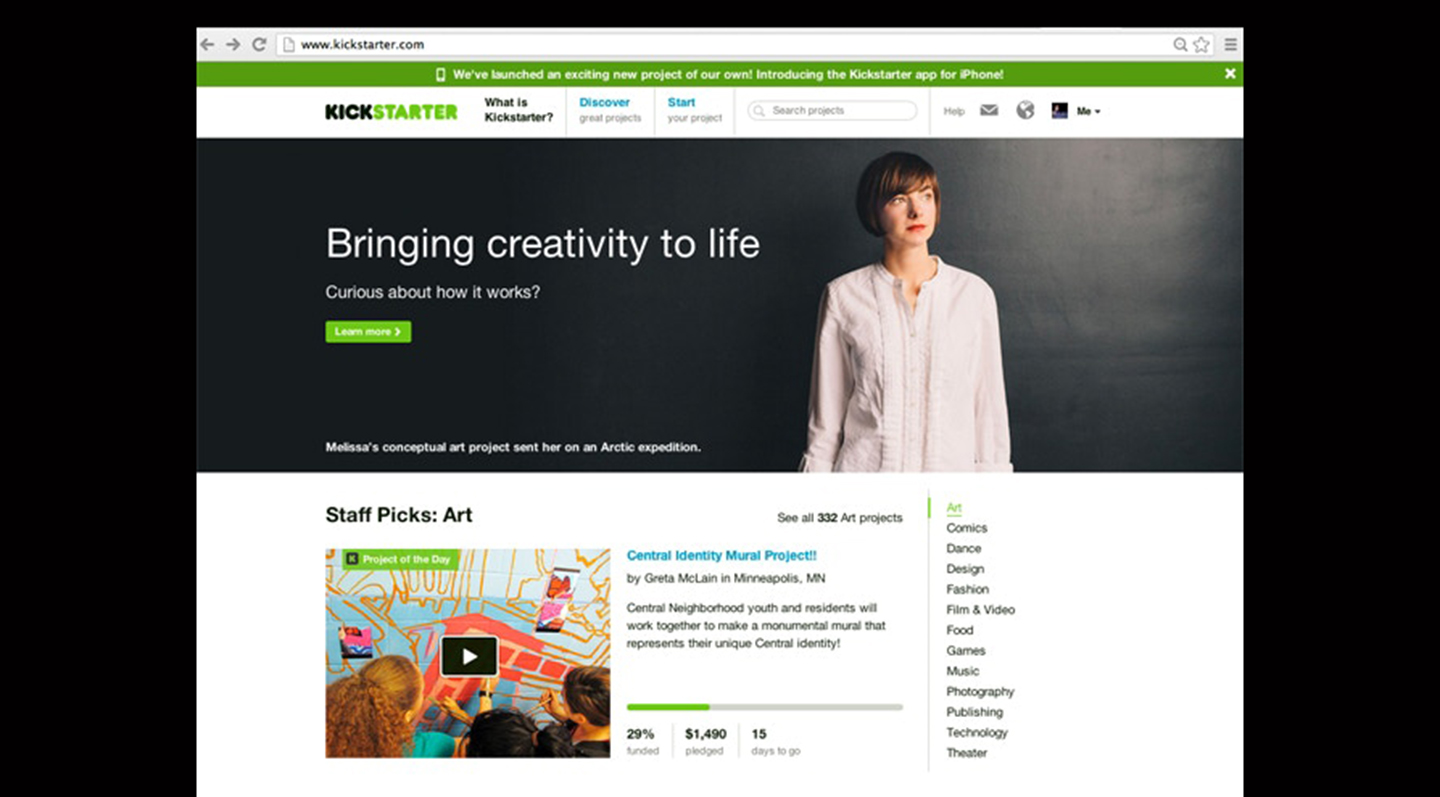 www.kickstarter.com
We've launched an exciting new project of our own! Introducing the Kickstarter app for iPhone!
KICKSTARTER
What is
Kickstarter?
Discover
great projects
Start
your project
Search projects
Help
Me
Bringing creativity to life
Curious about how it works?
Learn more
Melissa's conceptual art project sent her on an Arctic expedition.
Staff Picks: Art
See all 332 Art projects
K Project of the Day
Central Identity Mural Project!!
by Greta McLain in Minneapolis, MN
Central Neighborhood youth and residents will
work together to make a monumental mural that
represents their unique Central identity!
29%
funded
$1,490
pledged
15
days to go
Art
Comics
Dance
Design
Fashion
Film & Video
Food
Games
Music
Photography
Publishing
Technology
Theater